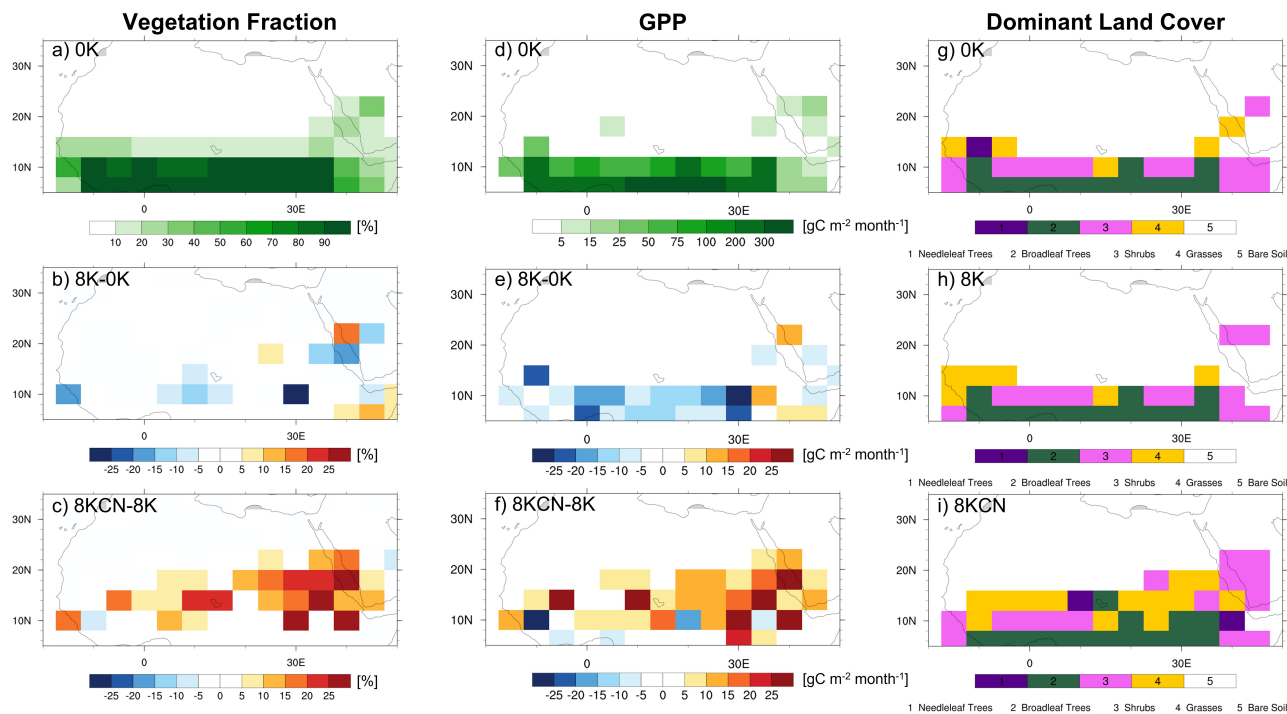 Vegetation Fraction GPP Dominant Land Cover
a) 0K d) 0K g) 0K
30N 30N 30N
20N 20N 20N
10N 10N 10N
0 30E 0 30E 0 30E
10 20 30 40 60 70 80 90 [%] 5 15 25 50 75 100 200 300 [gC m-2 month-1] 1 2 3 4 5
1 Needleleaf Trees 2 Broadleaf Trees 3 Shrubs 4 Grasses 5 Bare Soil
b) 8K-0K e) 8K-0K h) 8K
30N 30N 30N
20N 20N 20N
10N 10N 10N
0 30E 0 30E 0 30E
-25 -20 -15 -10 -5 0 5 10 15 20 25 [%] -25 -20 -15 -10 -5 0 5 10 15 20 25 [gC m-2 month-1] 1 2 3 4 5
1 Needleleaf Trees 2 Broadleaf Trees 3 Shrubs 4 Grasses 5 Bare Soil
c) 8KCN-8K f) 8KCN-8K i) 8KCN
30N 30N 30N
20N 20N 20N
10N 10N 10N
0 30E 0 30E 0 30E
-25 -20 -15 -10 -5 0 5 10 15 20 25 [%] -25 -20 -15 -10 -5 0 5 10 15 20 25 [gC m-2 month-1] 1 2 3 4 5
1 Needleleaf Trees 2 Broadleaf Trees 3 Shrubs 4 Grasses 5 Bare Soil